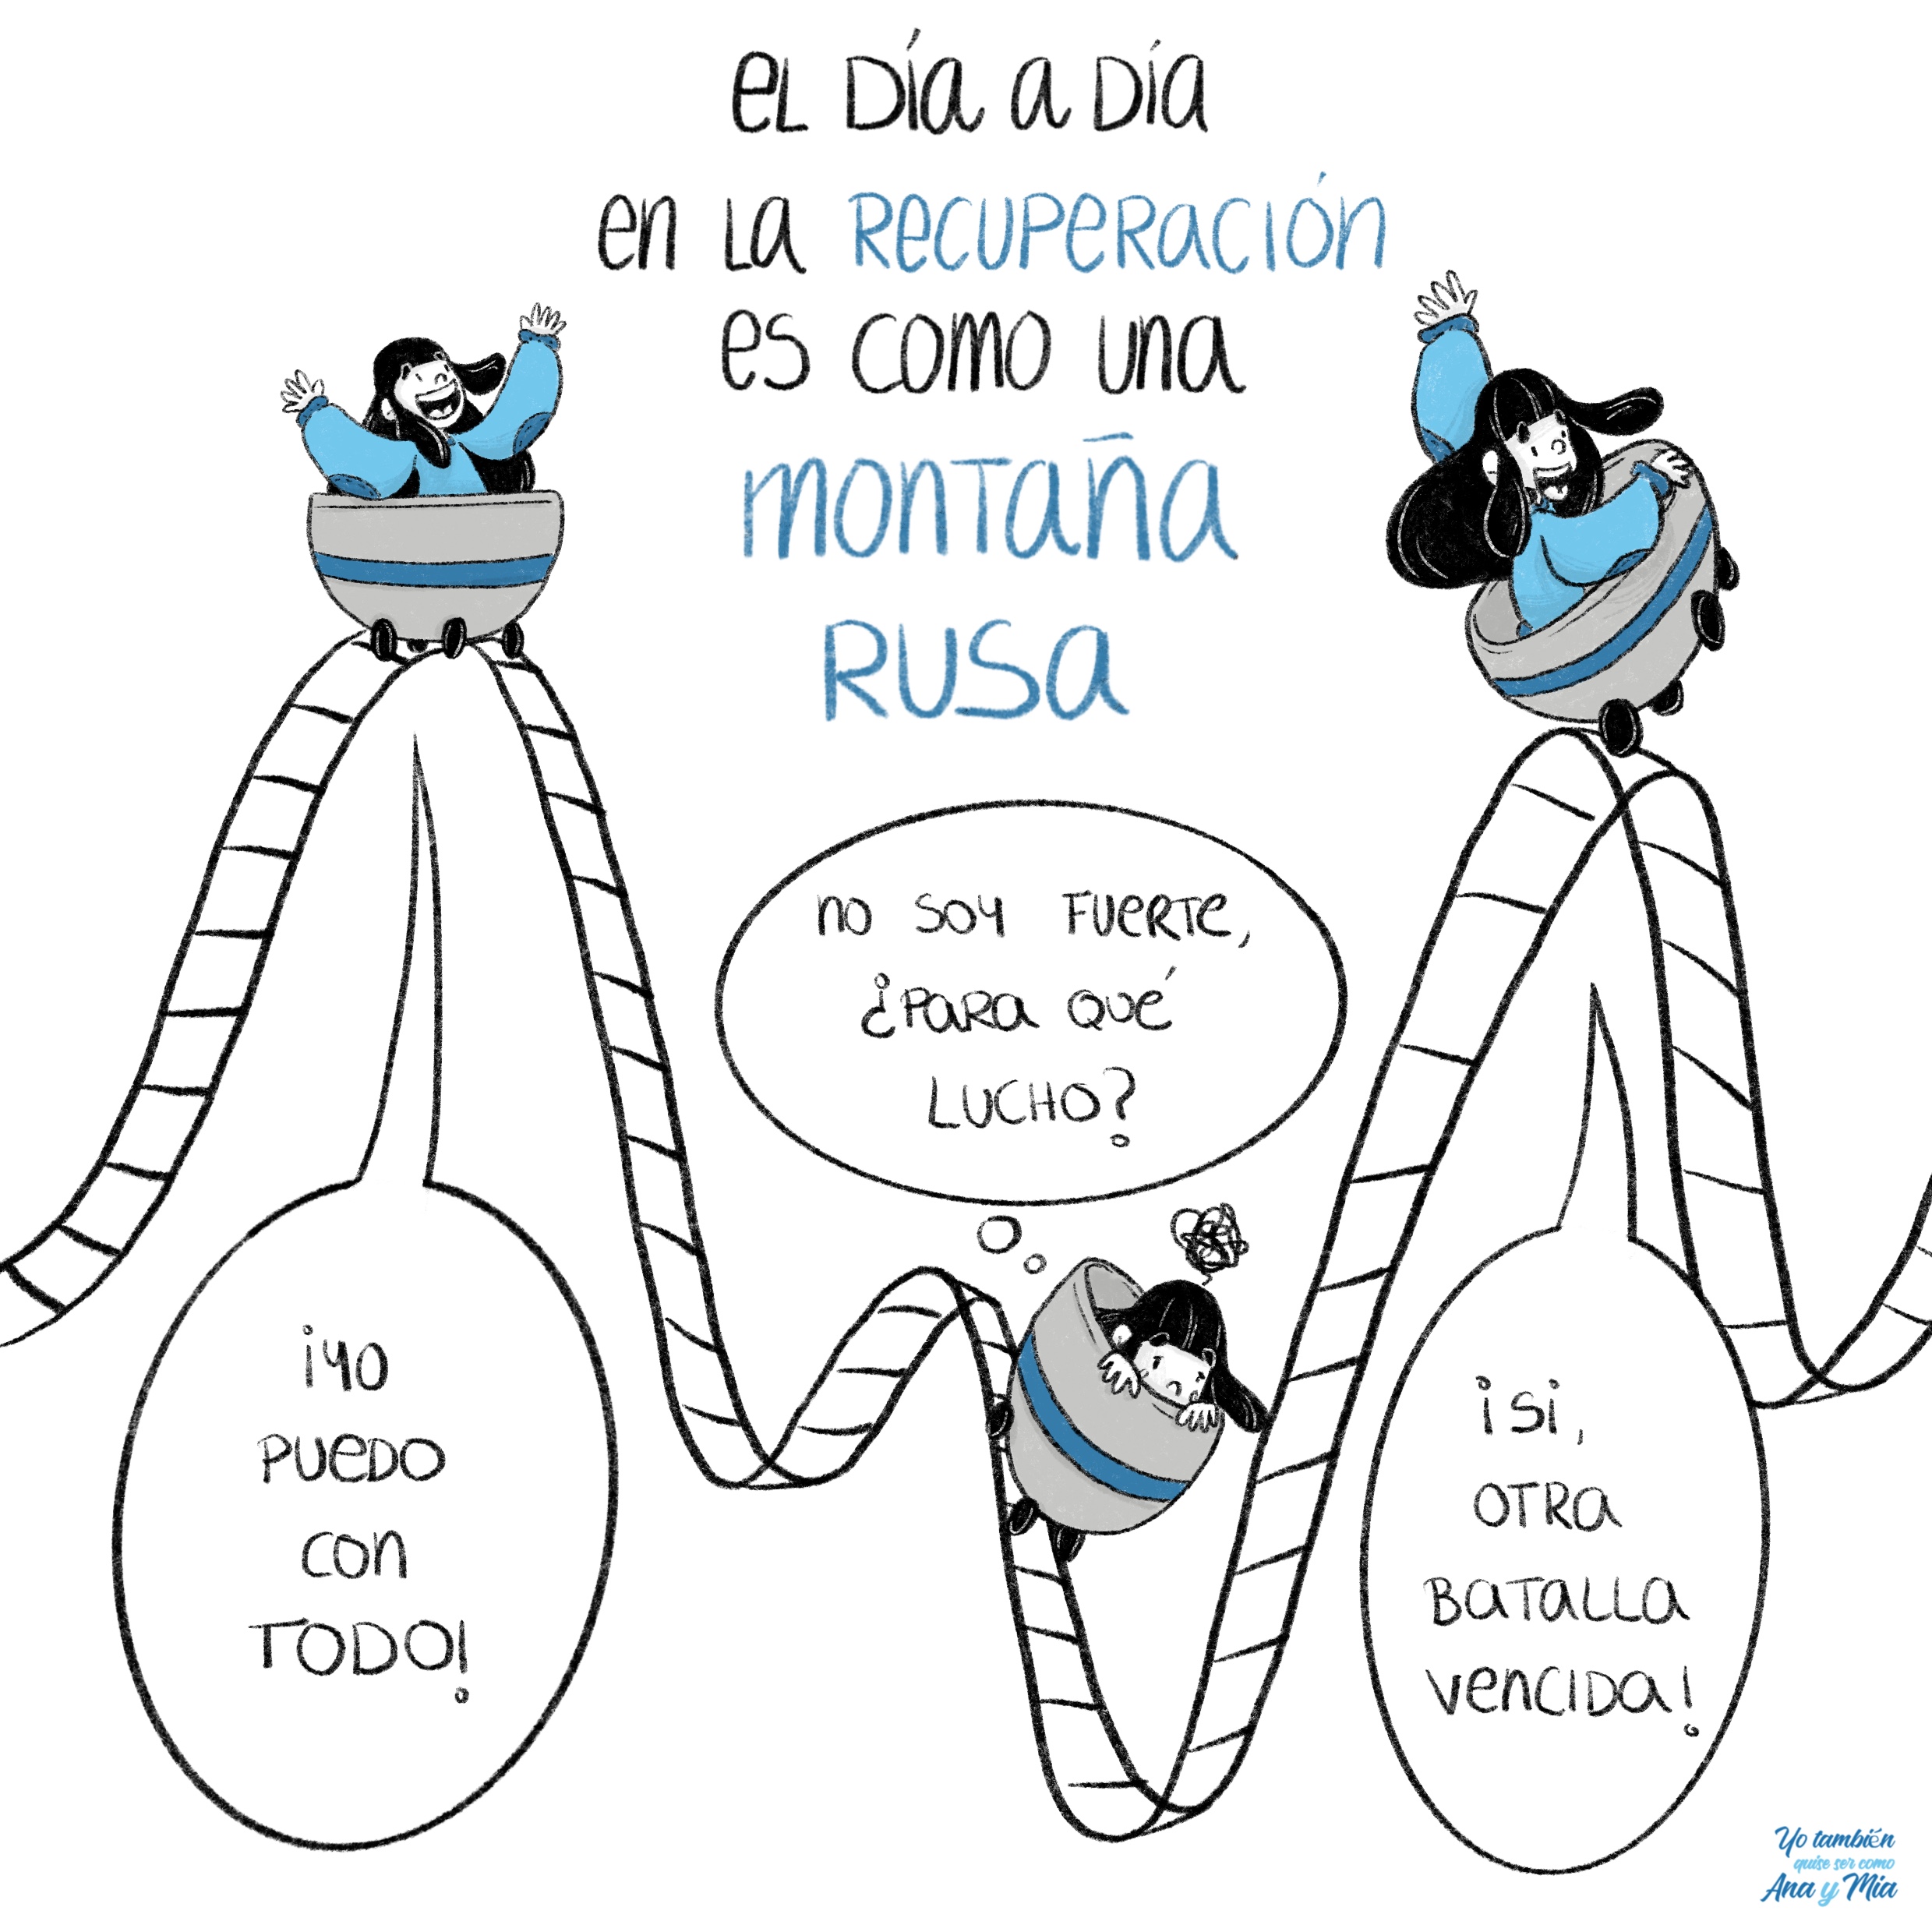 el Día a Día
en la Recuperación
es como una
montaña
Rusa
no soy fuerte,
¿para qué
lucho?
¡yo
puedo
con
todo!
¡si,
otra
batalla
vencida!
Yo también
quise ser como
Ana y Mia